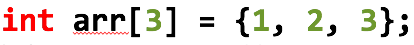 int arr[3] = {1, 2, 3};